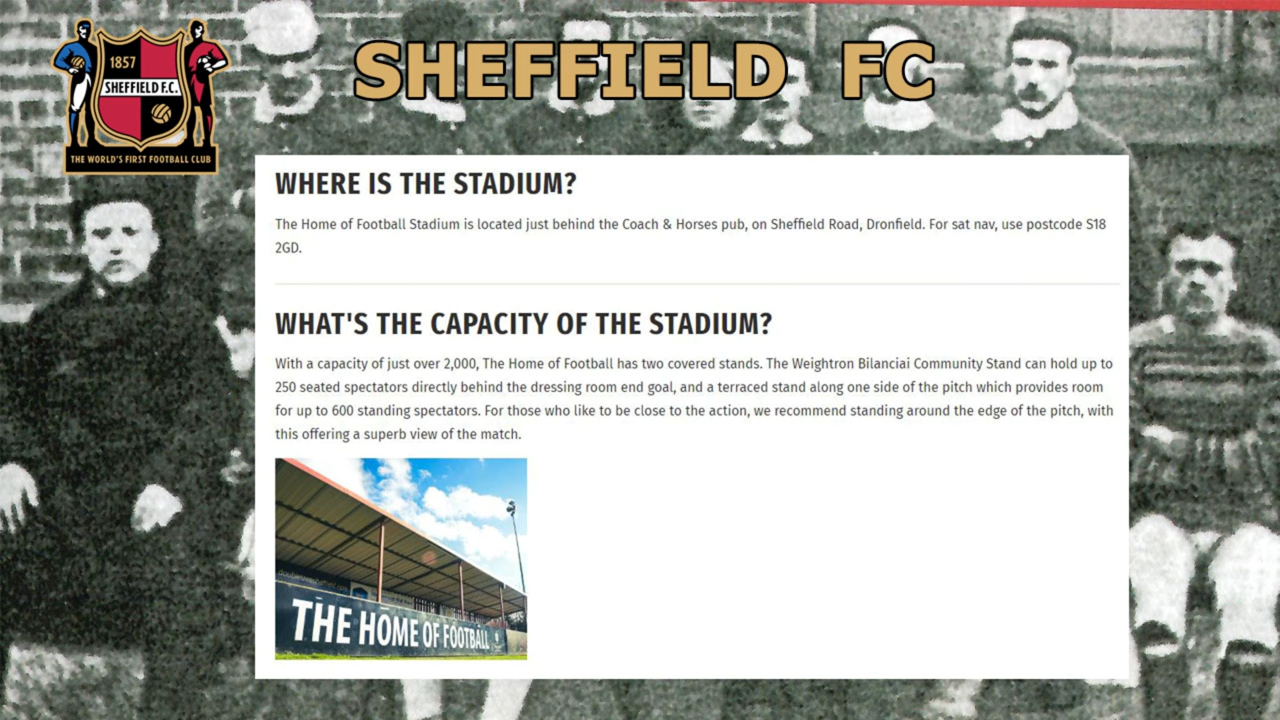 SHEFFIELD FC
1857
SHEFFIELD F.C.
THE WORLD'S FIRST FOOTBALL CLUB
WHERE IS THE STADIUM?
The Home of Football Stadium is located just behind the Coach & Horses pub, on Sheffield Road, Dronfield. For sat nav, use postcode S18
2GD.
WHAT'S THE CAPACITY OF THE STADIUM?
With a capacity of just over 2,000, The Home of Football has two covered stands. The Weightron Bilanciai Community Stand can hold up to
250 seated spectators directly behind the dressing room end goal, and a terraced stand along one side of the pitch which provides room
for up to 600 standing spectators. For those who like to be close to the action, we recommend standing around the edge of the pitch, with
this offering a superb view of the match.
THE HOME OF FOOTBALL